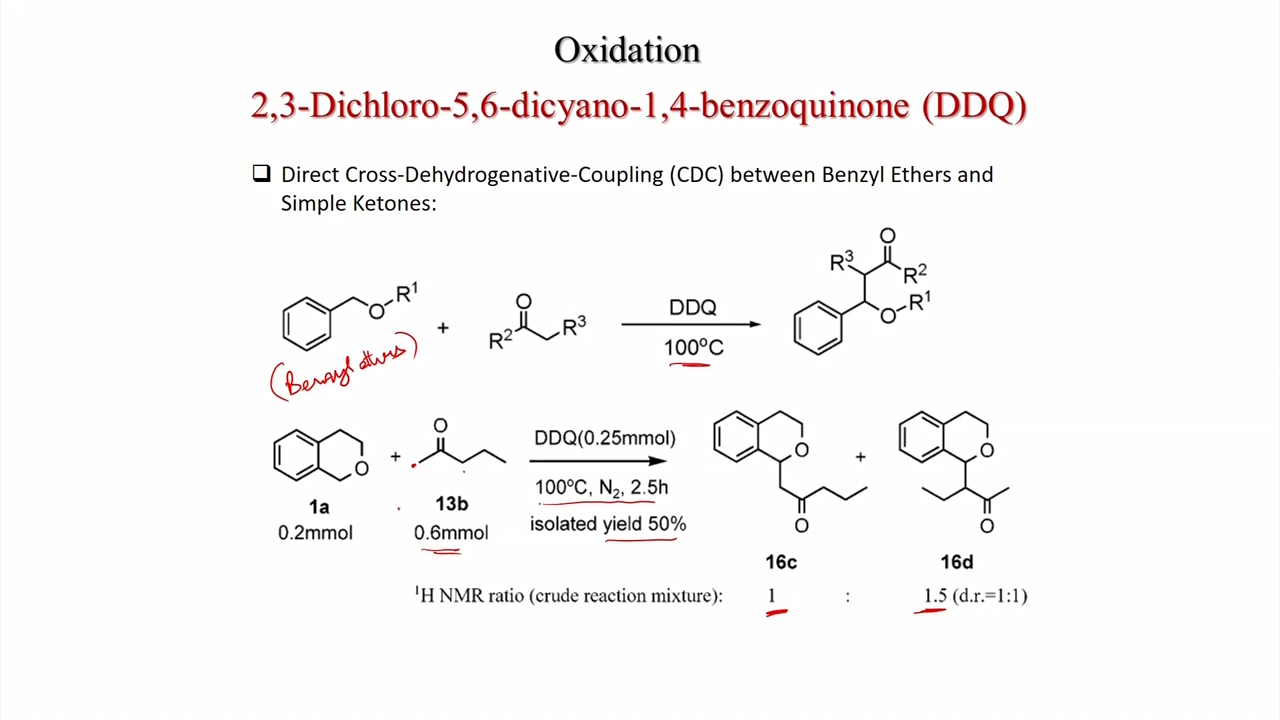 Oxidation
2,3-Dichloro-5,6-dicyano-1,4-benzoquinone (DDQ)
Direct Cross-Dehydrogenative-Coupling (CDC) between Benzyl Ethers and
Simple Ketones:
O R¹
+
O R² R³
DDQ
100°C
O R³ R² O R¹
(Benzyl ethers)
O
1a
0.2mmol
+
O
13b
0.6mmol
DDQ(0.25mmol)
100°C, N₂, 2.5h
isolated yield 50%
O O
16c
+
O O
16d
¹H NMR ratio (crude reaction mixture): 1 : 1.5 (d.r.=1:1)